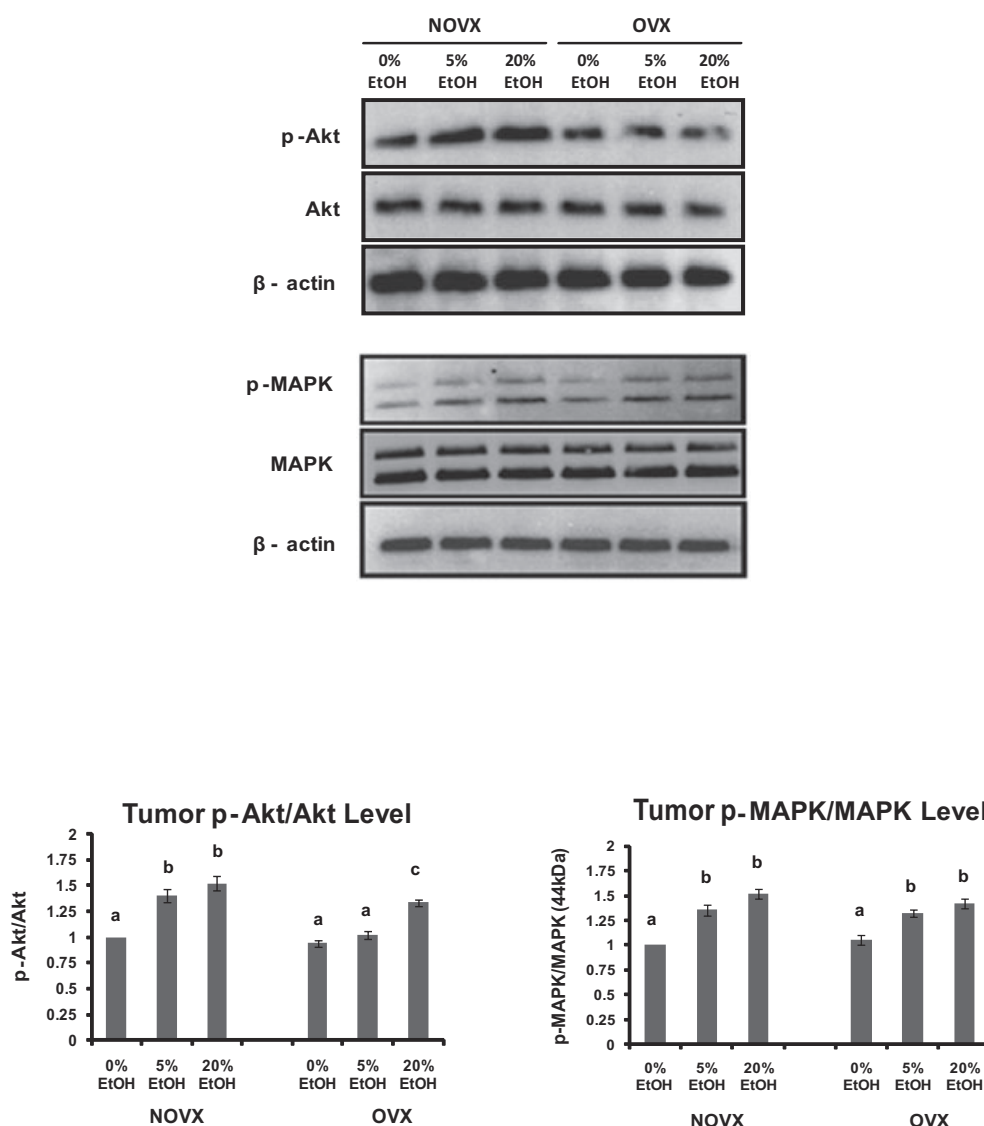 NOVX OVX
0% 5% 20% 0% 5% 20%
EtOH EtOH EtOH EtOH EtOH EtOH
p-Akt
Akt
β- actin
p-MAPK
MAPK
β- actin
Tumor p-Akt/Akt Level
p-Akt/Akt
2
1.75
1.5
1.25
1
0.75
0.5
0.25
0
a b b a a c
0% 5% 20% 0% 5% 20%
EtOH EtOH EtOH EtOH EtOH EtOH
NOVX OVX
Tumor p-MAPK/MAPK Level
p-MAPK/MAPK (44kDa)
2
1.75
1.5
1.25
1
0.75
0.5
0.25
0
a b b a b b
0% 5% 20% 0% 5% 20%
EtOH EtOH EtOH EtOH EtOH EtOH
NOVX OVX